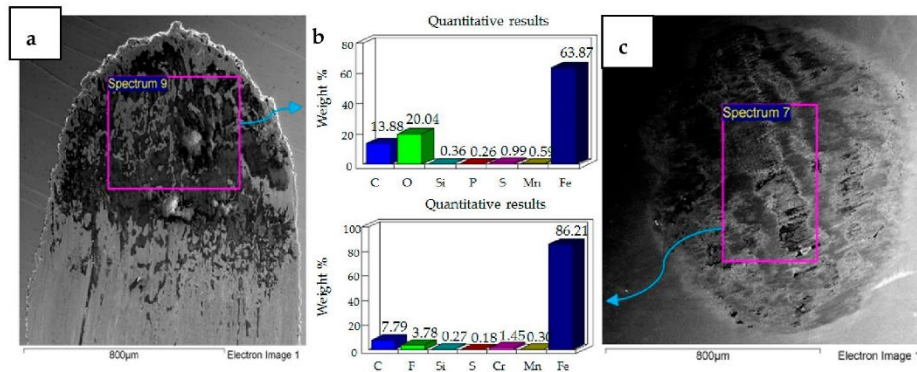 a
Spectrum 9
800µm
Electron Image 1
b
Quantitative results
Weight %
80
60
40
20
0
13.88
20.04
0.36
0.26
0.99
0.59
63.87
C O Si P S Mn Fe
Quantitative results
Weight %
100
80
60
40
20
0
7.79
3.78
0.27
0.18
1.45
0.30
86.21
C F Si S Cr Mn Fe
c
Spectrum 7
800µm
Electron Image 1